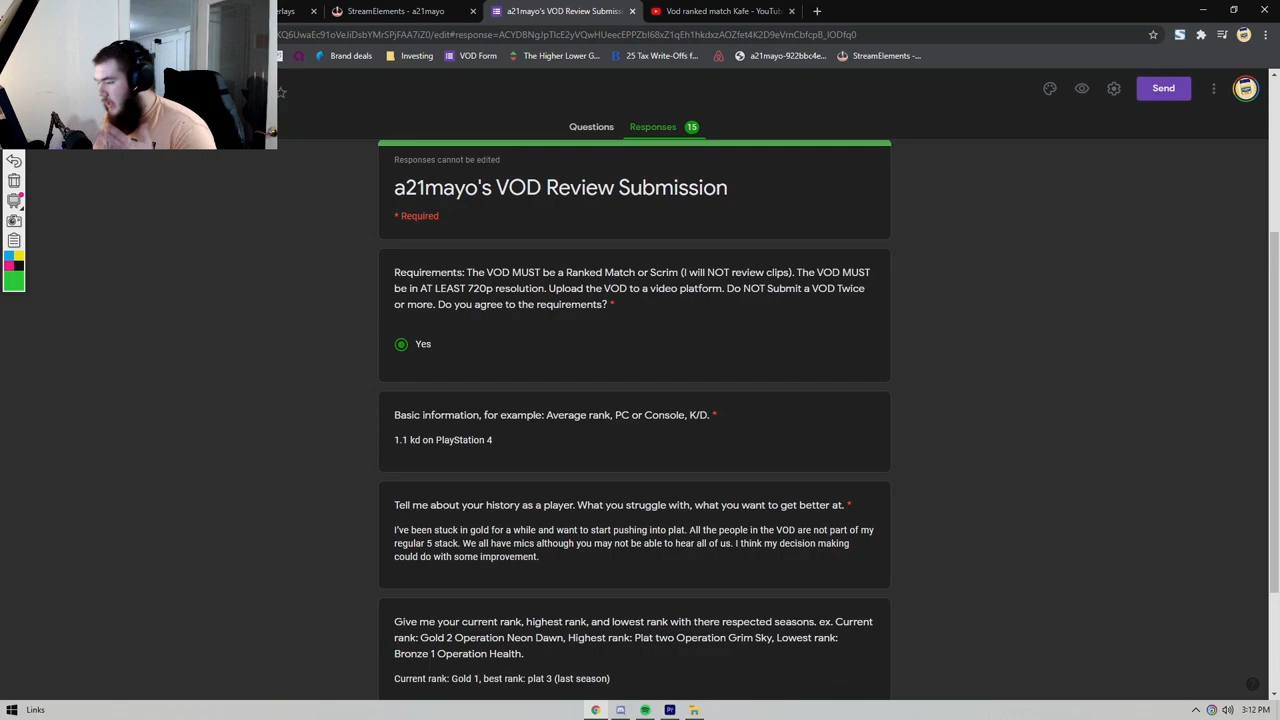 erlays
StreamElements - a21mayo
a21mayo's VOD Review Submissi
Vod ranked match Kafe - YouTub
Brand deals
Investing
VOD Form
The Higher Low G...
25 Tax Write-Offs f...
a21mayo-922bbc4e...
StreamElements -...
Send
Questions
Responses 15
Responses cannot be edited
a21mayo's VOD Review Submission
* Required
Requirements: The VOD MUST be a Ranked Match or Scrim (I will NOT review clips). The VOD MUST
be in AT LEAST 720p resolution. Upload the VOD to a video platform. Do NOT Submit a VOD Twice
or more. Do you agree to the requirements? *
Yes
Basic information, for example: Average rank, PC or Console, K/D. *
1.1 kd on PlayStation 4
Tell me about your history as a player. What you struggle with, what you want to get better at. *
I've been stuck in gold for a while and want to start pushing into plat. All the people in the VOD are not part of my
regular 5 stack. We all have mics although you may not be able to hear all of us. I think my decision making
could do with some improvement.
Give me your current rank, highest rank, and lowest rank with there respected seasons. ex. Current
rank: Gold 2 Operation Neon Dawn, Highest rank: Plat two Operation Grim Sky, Lowest rank:
Bronze 1 Operation Health.
Current rank: Gold 1, best rank: plat 3 (last season)
Links
3:12 PM